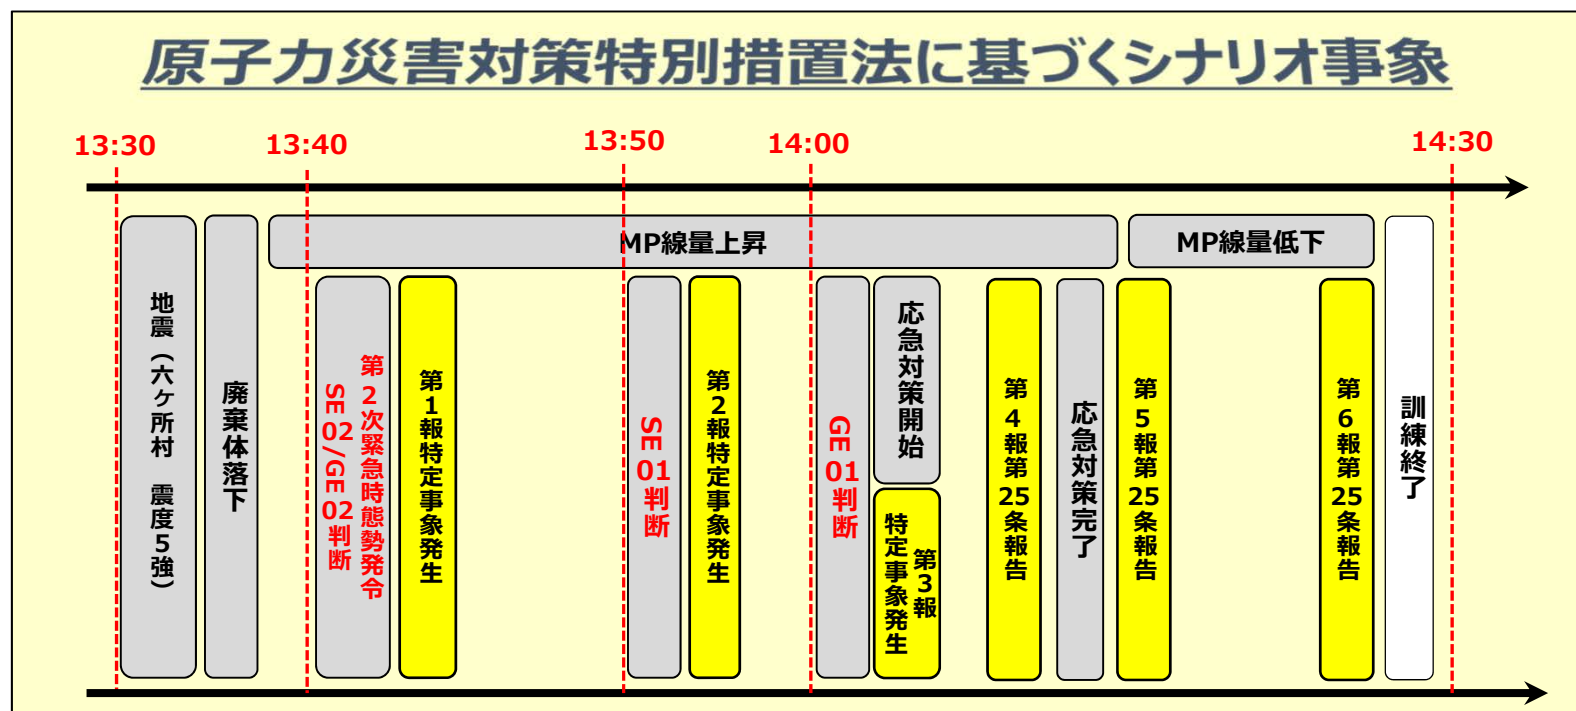 原子力災害対策特別措置法に基づくシナリオ事象
13:30
13:40
13:50
14:00
14:30
MP線量上昇
MP線量低下
地震（六ヶ所村　震度5強）
廃棄体落下
第2次緊急時態勢発令
SE02/GE02判断
第1報特定事象発生
SE01判断
第2報特定事象発生
GE01判断
応急対策開始
第3報
特定事象発生
第4報第25条報告
応急対策完了
第5報第25条報告
第6報第25条報告
訓練終了